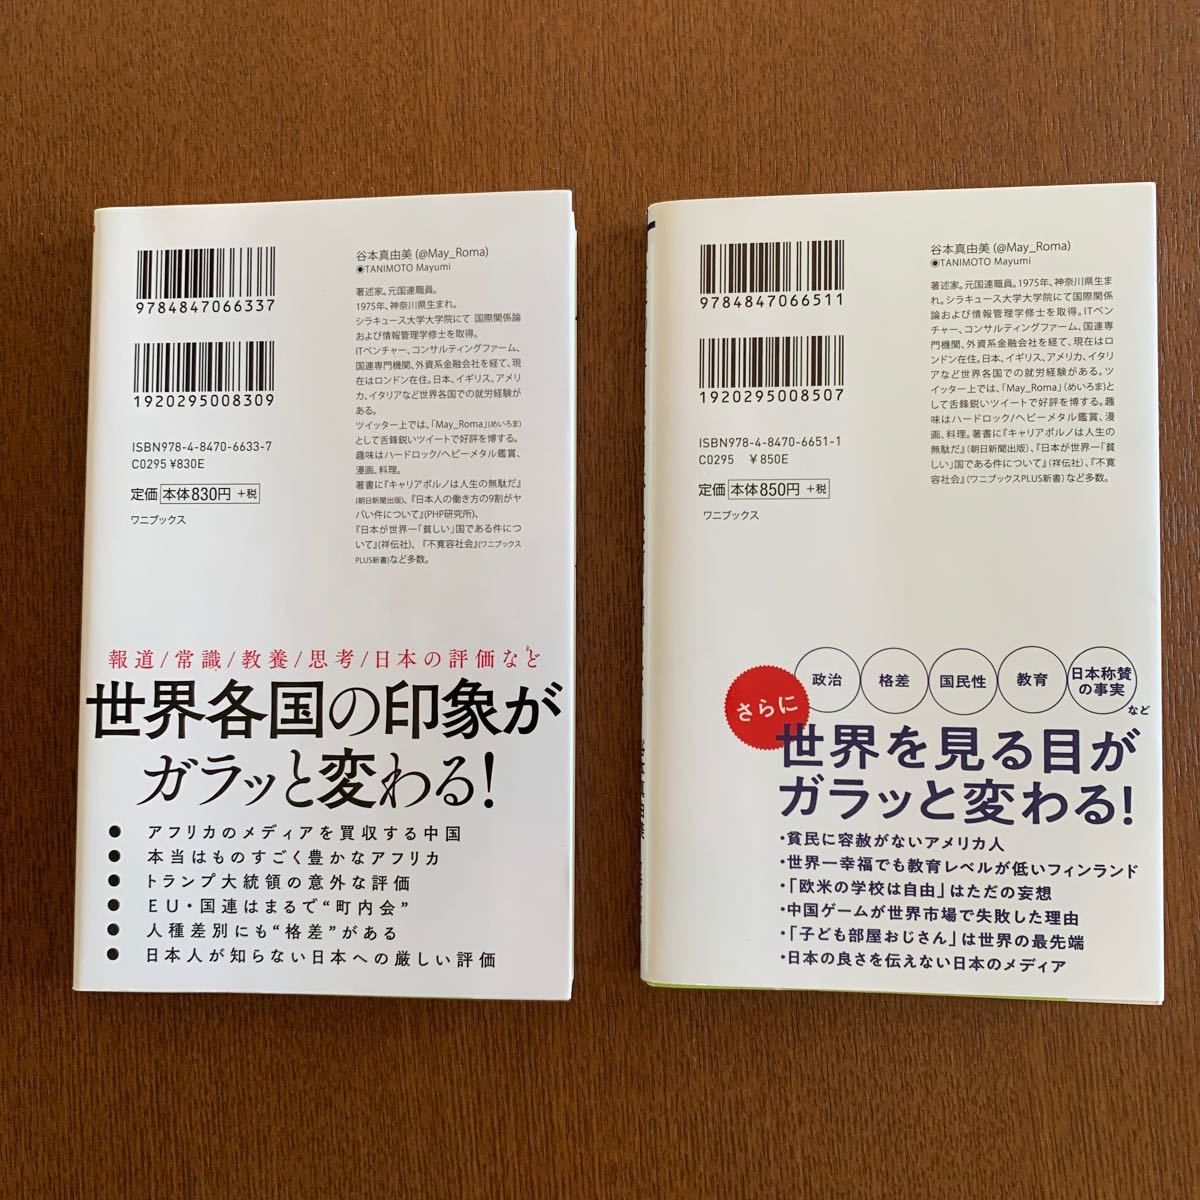 9784847066337
1920295008309
ISBN978-4-8470-6633-7
C0295 ¥830E
定価 本体830円 +税
ワニブックス
谷本真由美 (@May_Roma)
◉TANIMOTO Mayumi
著述家。元国連職員。
1975年、神奈川県生まれ。
シラキュース大学大学院にて 国際関係論
および情報管理学修士を取得。
ITベンチャー、コンサルティングファーム、
国連専門機関、外資系金融会社を経て、現
在はロンドン在住。日本、イギリス、アメリ
カ、イタリアなど世界各国での就労経験が
ある。
ツイッター上では、「May_Roma」(めいろま)
として舌鋒鋭いツイートで好評を博する。
趣味はハードロック/ヘビーメタル鑑賞、
漫画、料理。
著書に『キャリアポルノは人生の無駄だ』
(朝日新聞出版)、『日本人の働き方の9割がヤ
バい件について』(PHP研究所)、
『日本が世界一「貧しい」国である件につ
いて』(祥伝社)、『不寛容社会』(ワニブックス
PLUS新書)など多数。
報道/常識/教養/思考/日本の評価など
世界各国の印象が
ガラッと変わる!
● アフリカのメディアを買収する中国
● 本当はものすごく豊かなアフリカ
● トランプ大統領の意外な評価
● EU・国連はまるで“町内会”
● 人種差別にも“格差”がある
● 日本人が知らない日本への厳しい評価
9784847066511
1920295008507
ISBN978-4-8470-6651-1
C0295 ¥850E
定価 本体850円 +税
ワニブックス
谷本真由美 (@May_Roma)
◉TANIMOTO Mayumi
著述家。元国連職員。1975年、神奈川県生ま
れ。シラキュース大学大学院にて国際関係
論および情報管理学修士を取得。ITベン
チャー、コンサルティングファーム、国連専
門機関、外資系金融会社を経て、現在はロ
ンドン在住。日本、イギリス、アメリカ、イタリ
アなど世界各国での就労経験がある。ツイ
ッター上では、「May_Roma」(めいろま)と
して舌鋒鋭いツイートで好評を博する。趣
味はハードロック/ヘビーメタル鑑賞、漫
画、料理。著書に『キャリアポルノは人生の
無駄だ』(朝日新聞出版)、『日本が世界一「貧
しい」国である件について』(祥伝社)、『不寛
容社会』(ワニブックスPLUS新書)など多数。
政治 格差 国民性 教育 日本称賛
の事実
など
さらに
世界を見る目が
ガラッと変わる!
・貧民に容赦がないアメリカ人
・世界一幸福でも教育レベルが低いフィンランド
・「欧米の学校は自由」はただの妄想
・中国ゲームが世界市場で失敗した理由
・「子ども部屋おじさん」は世界の最先端
・日本の良さを伝えない日本のメディア